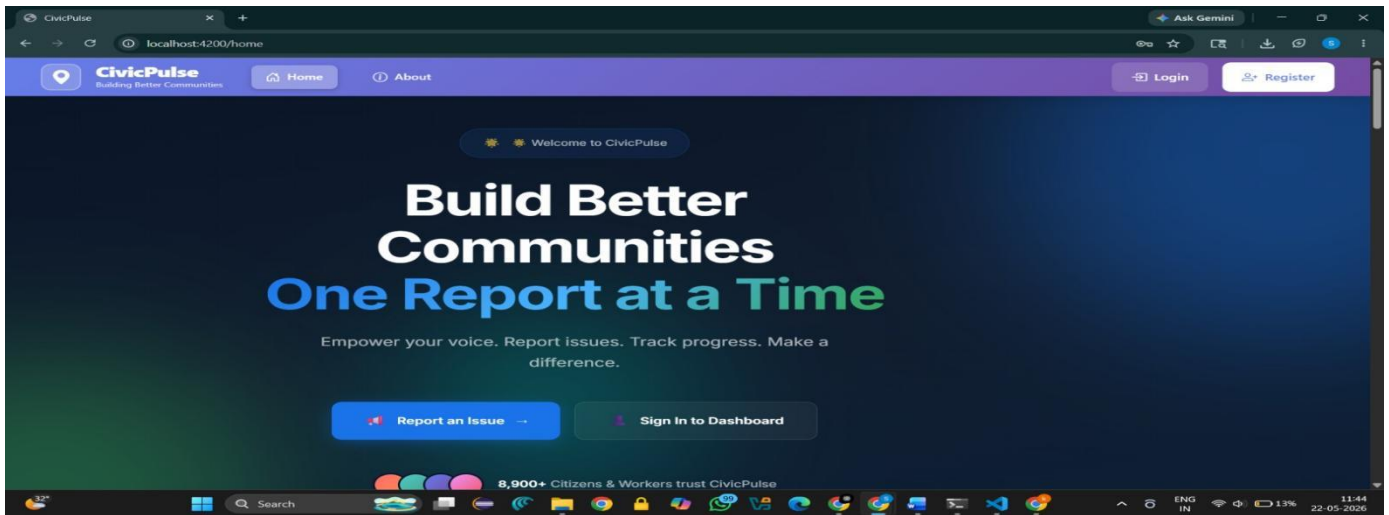 CivicPulse
Ask Gemini
localhost:4200/home
S
CivicPulse
Building Better Communities
Home
About
Login
Register
Welcome to CivicPulse
Build Better
Communities
One Report at a Time
Empower your voice. Report issues. Track progress. Make a
difference.
Report an Issue →
Sign In to Dashboard
8,900+ Citizens & Workers trust CivicPulse
32°
Search
99
ENG
IN
13%
11:44
22-05-2026